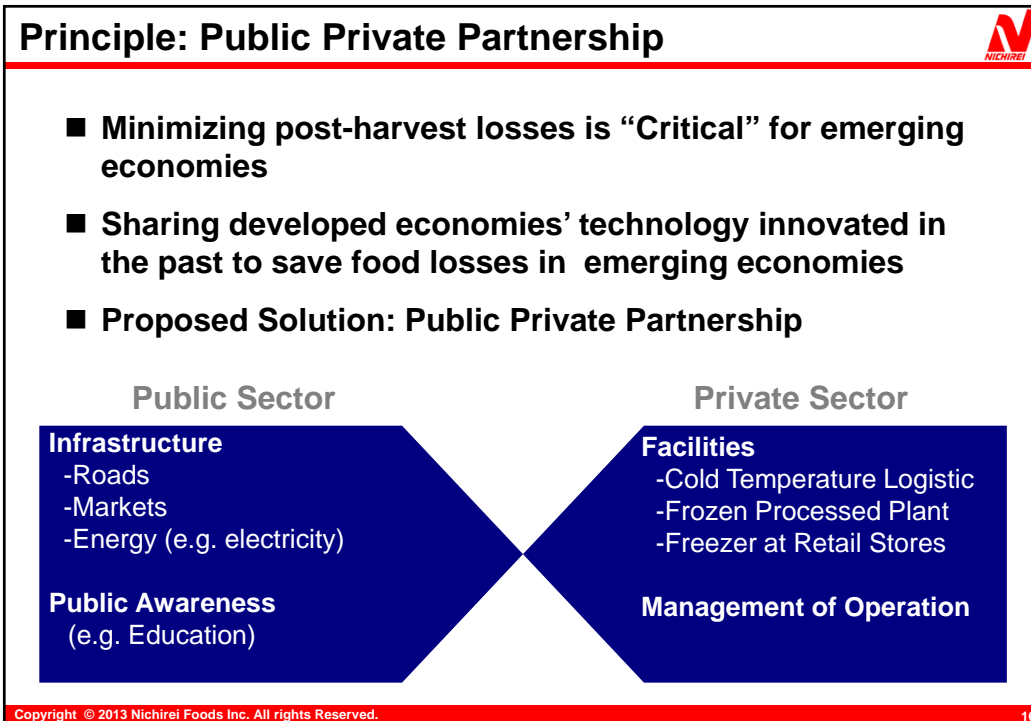 Principle: Public Private Partnership
NICHIREI
■ Minimizing post-harvest losses is “Critical” for emerging
economies
■ Sharing developed economies’ technology innovated in
the past to save food losses in  emerging economies
■ Proposed Solution: Public Private Partnership
Public Sector
Infrastructure
-Roads
-Markets
-Energy (e.g. electricity)
Public Awareness
(e.g. Education)
Private Sector
Facilities
-Cold Temperature Logistic
-Frozen Processed Plant
-Freezer at Retail Stores
Management of Operation
Copyright © 2013 Nichirei Foods Inc. All rights Reserved.